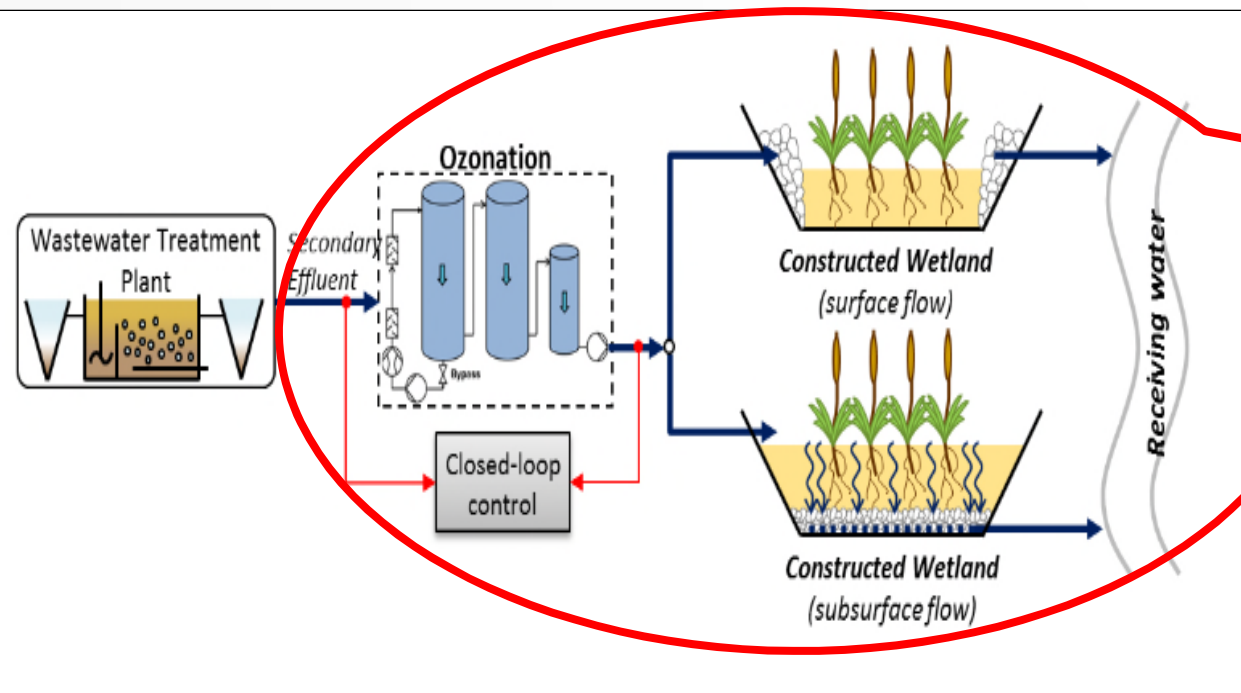 Wastewater Treatment
Plant
Secondary
Effluent
Ozonation
Bypass
Closed-loop
control
Constructed Wetland
(surface flow)
Constructed Wetland
(subsurface flow)
Receiving water